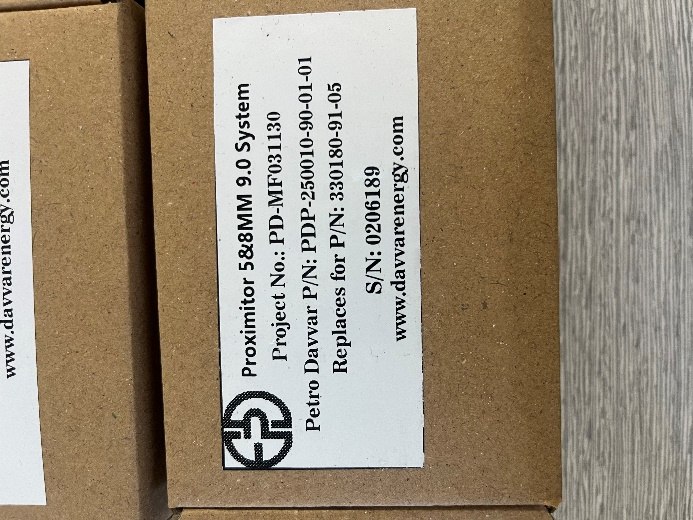 www.davvarenergy.com
Proximitor 5&8MM 9.0 System
Project No.: PD-MF031130
Petro Davvar P/N: PDP-250010-90-01-01
Replaces for P/N: 330180-91-05
S/N: 0206189
www.davvarenergy.com